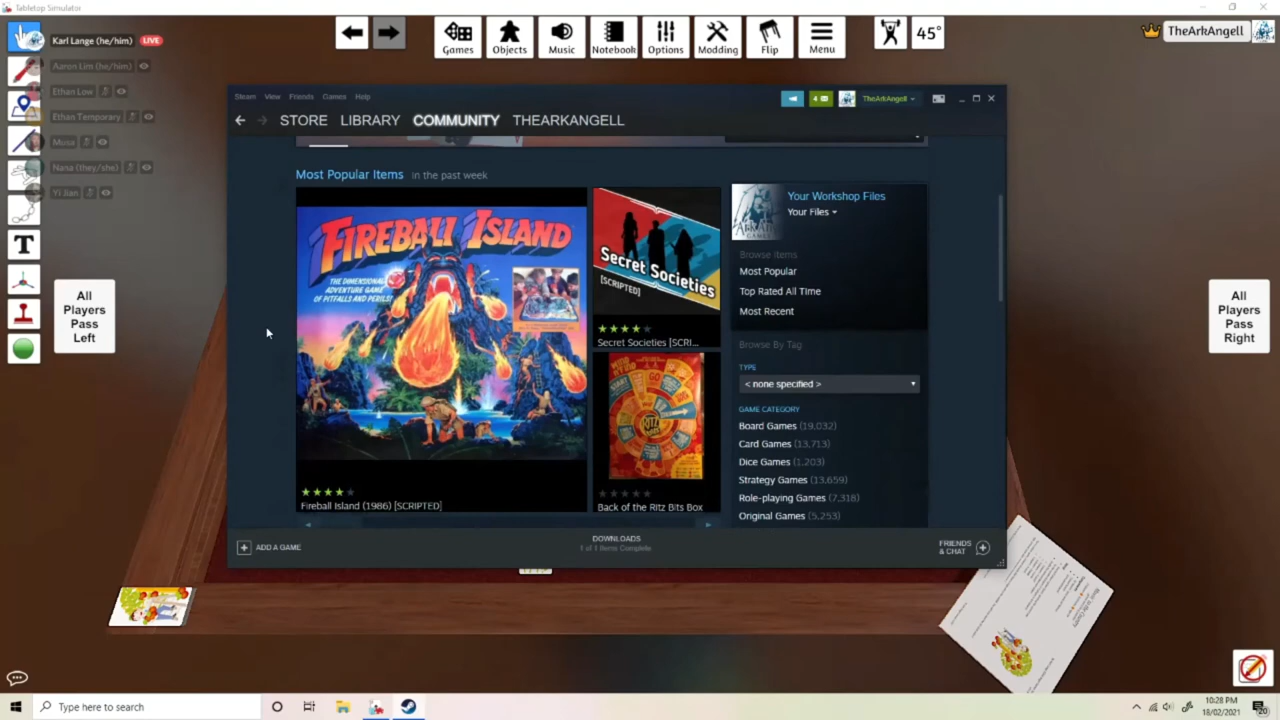 Tabletop Simulator
Karl Lange (he/him) LIVE
Aaron Lim (he/him)
Ethan Low
Ethan Temporary
Musa
Nana (they/she)
Yi Jian
T
Games
Objects
Music
Notebook
Options
Modding
Flip
Menu
45°
TheArkAngell
All
Players
Pass
Left
All
Players
Pass
Right
Steam View Friends Games Help
4
TheArkAngell
STORE LIBRARY COMMUNITY THEARKANGELL
Most Popular Items In the past week
FIREBALL ISLAND
THE DIMENSIONAL
ADVENTURE GAME
OF PITFALLS AND PERILS!
Fireball Island (1986) [SCRIPTED]
Secret Societies
[SCRIPTED]
Secret Societies [SCRI...
Back of the Ritz Bits Box
Your Workshop Files
Your Files
Browse Items
Most Popular
Top Rated All Time
Most Recent
Browse By Tag
TYPE
< none specified >
GAME CATEGORY
Board Games (19,032)
Card Games (13,713)
Dice Games (1,203)
Strategy Games (13,659)
Role-playing Games (7,318)
Original Games (5,253)
ADD A GAME
DOWNLOADS
1 of 1 Items Complete
FRIENDS
& CHAT
Type here to search
10:28 PM
18/02/2021
20